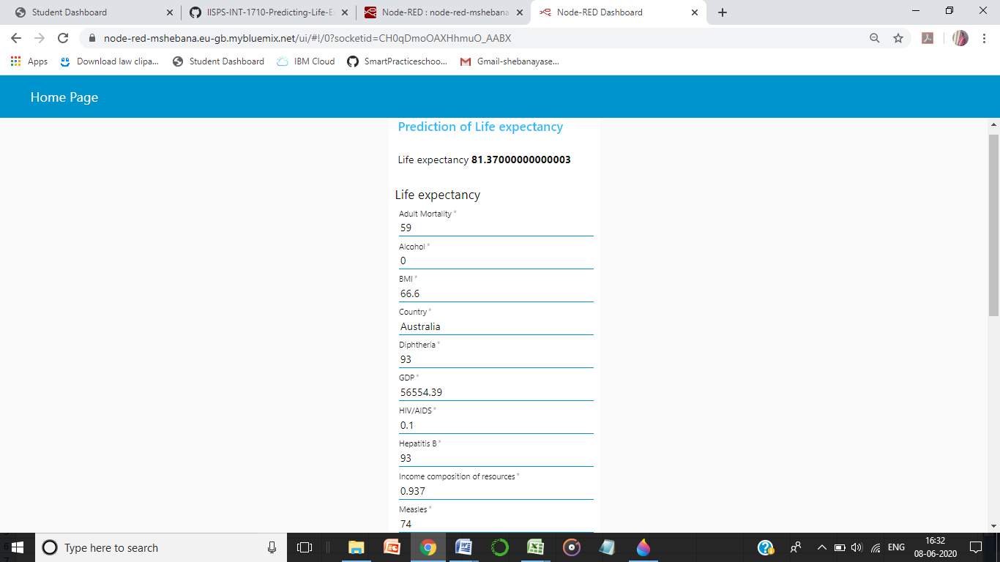 Student Dashboard
IISPS-INT-1710-Predicting-Life-E
Node-RED : node-red-mshebana
Node-RED Dashboard
node-red-mshebana.eu-gb.mybluemix.net/ui/#!/0?socketid=CH0qDmoOAXHhmuO_AABX
Apps
Download law clipa...
Student Dashboard
IBM Cloud
SmartPracticeschoo...
Gmail-shebanayase...
Home Page
Prediction of Life expectancy
Life expectancy 81.37000000000003
Life expectancy
Adult Mortality *
59
Alcohol *
0
BMI *
66.6
Country *
Australia
Diphtheria *
93
GDP *
56554.39
HIV/AIDS *
0.1
Hepatitis B *
93
Income composition of resources *
0.937
Measles *
74
Type here to search
ENG
16:32
08-06-2020